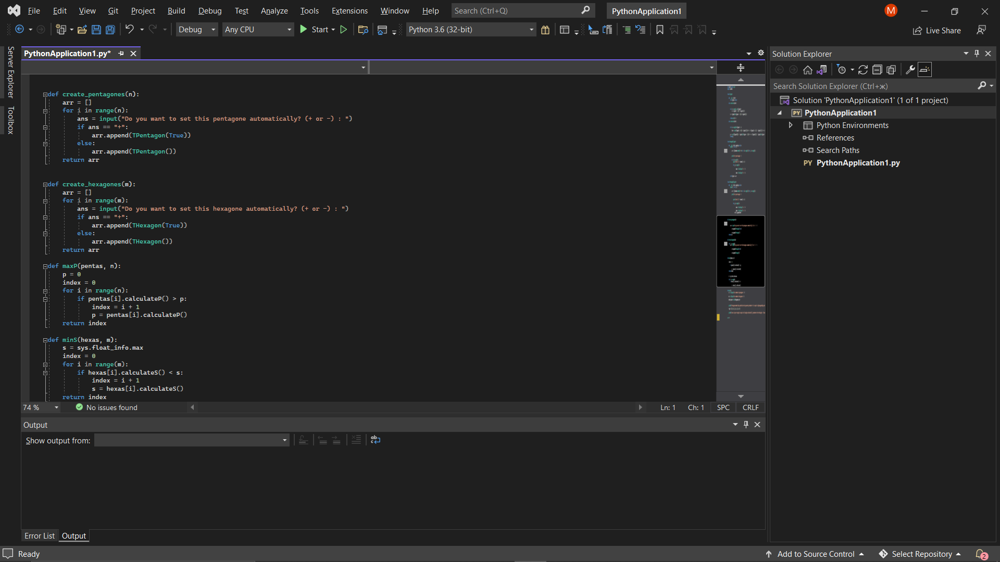 File Edit View Git Project Build Debug Test Analyze Tools Extensions Window Help Search (Ctrl+Q) PythonApplication1 M
Debug Any CPU Start Python 3.6 (32-bit) Live Share
Server Explorer
Toolbox
PythonApplication1.py*
def create_pentagones(n):
arr = []
for i in range(n):
ans = input("Do you want to set this pentagone automatically? (+ or -) : ")
if ans == "+":
arr.append(TPentagon(True))
else:
arr.append(TPentagon())
return arr
def create_hexagones(m):
arr = []
for i in range(m):
ans = input("Do you want to set this hexagone automatically? (+ or -) : ")
if ans == "+":
arr.append(THexagon(True))
else:
arr.append(THexagon())
return arr
def maxP(pentas, n):
p = 0
index = 0
for i in range(n):
if pentas[i].calculateP() > p:
index = i + 1
p = pentas[i].calculateP()
return index
def minS(hexas, m):
s = sys.float_info.max
index = 0
for i in range(m):
if hexas[i].calculateS() < s:
index = i + 1
s = hexas[i].calculateS()
return index
74 % No issues found Ln: 1 Ch: 1 SPC CRLF
Output
Show output from:
Error List Output
Solution Explorer
Search Solution Explorer (Ctrl+ж)
Solution 'PythonApplication1' (1 of 1 project)
PY PythonApplication1
Python Environments
References
Search Paths
PY PythonApplication1.py
Ready Add to Source Control Select Repository 2